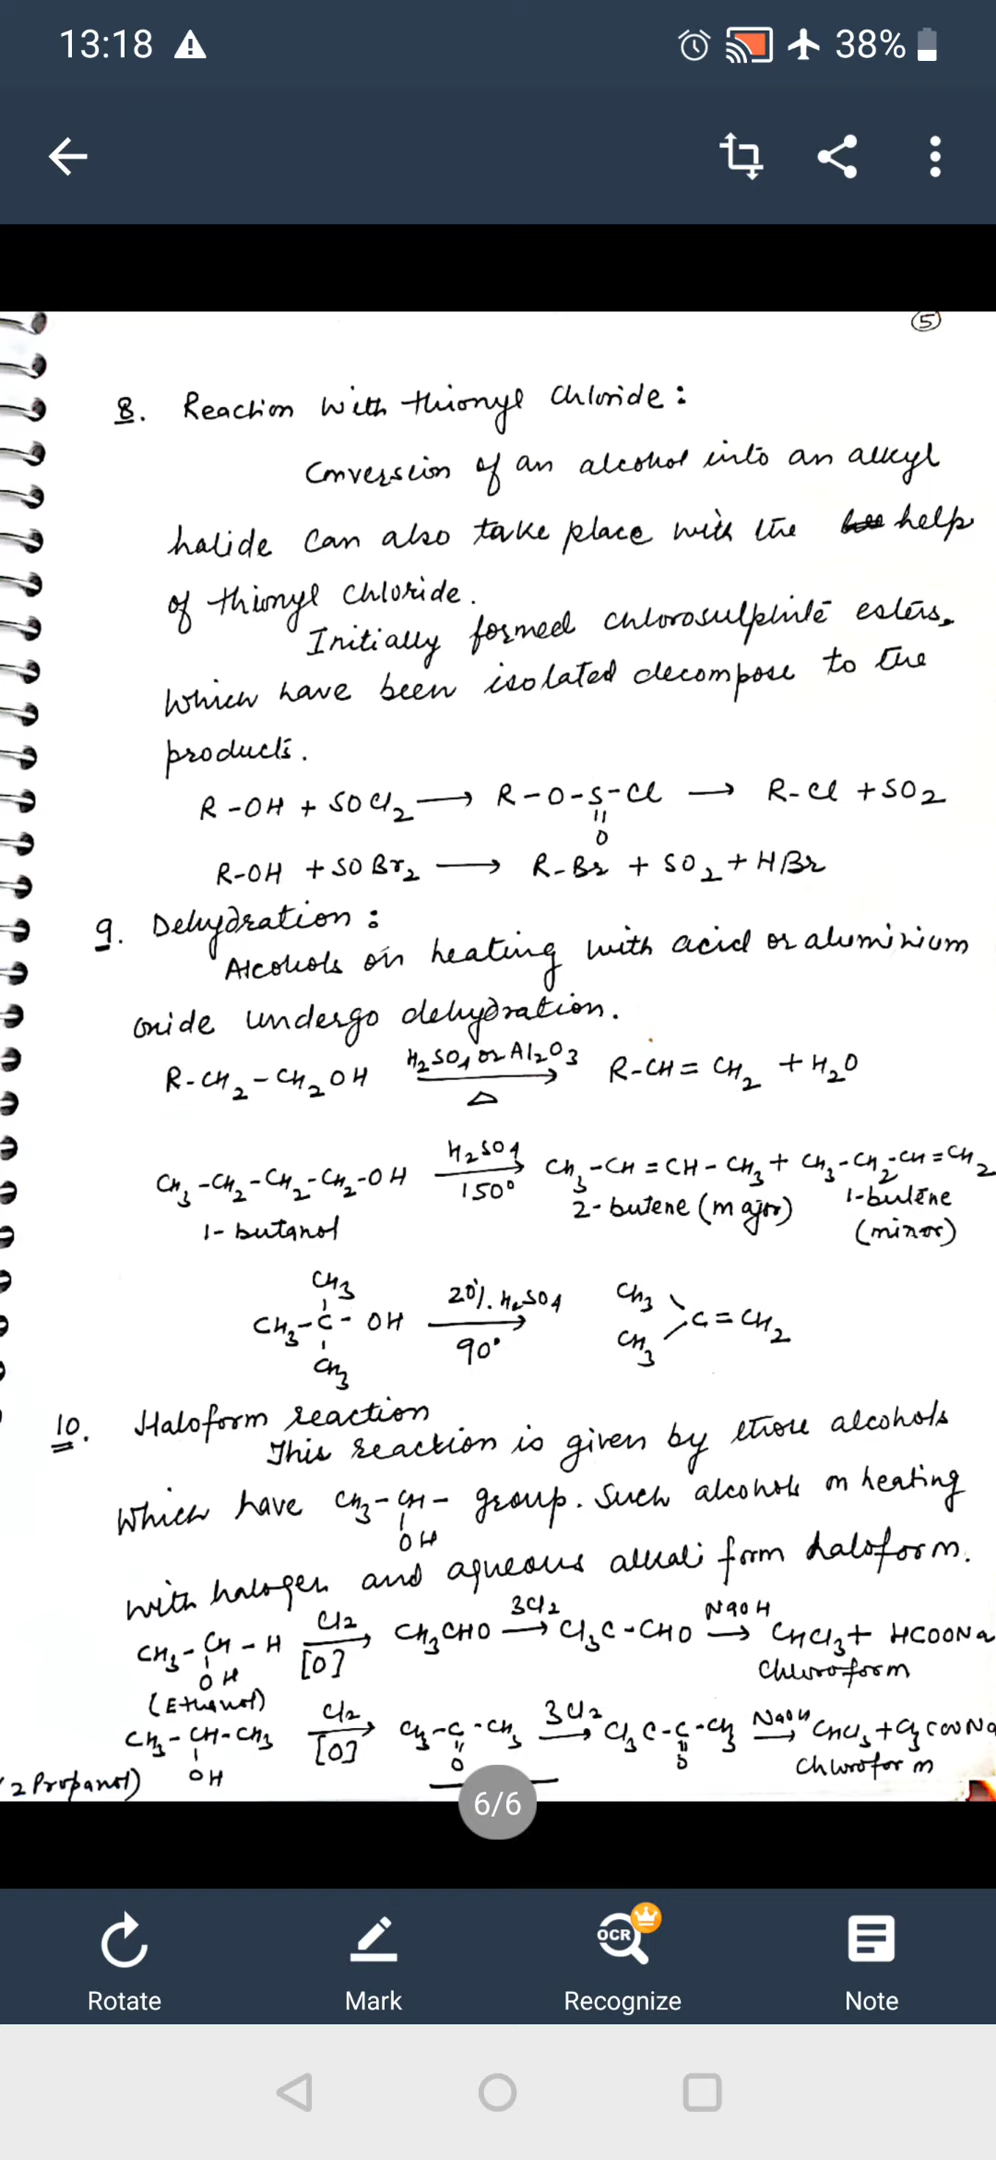 13:18 38%
5
8. Reaction with thionyl chloride:
Conversion of an alcohol into an alkyl
halide can also take place with the help
of thionyl chloride.
Initially formed chlorosulphite esters,
which have been isolated decompose to the
products.
R-OH + SOCl2 ⟶ R-O-S-Cl ⟶ R-Cl + SO2
||
O
R-OH + SOBr2 ⟶ R-Br + SO2 + HBr
9. Dehydration:
Alcohols on heating with acid or aluminium
oxide undergo dehydration.
H2SO4 or Al2O3
R-CH2-CH2OH ⟶ R-CH=CH2 + H2O
Δ
H2SO4
CH3-CH2-CH2-CH2-OH ⟶ CH3-CH=CH-CH3 + CH3-CH2-CH=CH2
150°
1-butanol 2-butene (major) 1-butene
(minor)
CH3
20% H2SO4 CH3
CH3-C-OH ⟶ C=CH2
90° CH3
CH3
10. Haloform reaction
This reaction is given by those alcohols
which have CH3-CH- group. Such alcohols on heating
OH
with halogen and aqueous alkali form haloform.
Cl2 3Cl2 NaOH
CH3-CH-H ⟶ CH3CHO ⟶ Cl3C-CHO ⟶ CHCl3 + HCOONa
OH [O] Chloroform
(Ethanol)
Cl2 3Cl2 NaOH
CH3-CH-CH3 ⟶ CH3-C-CH3 ⟶ Cl3C-C-CH3 ⟶ CHCl3 + CH3COONa
OH [O] O O Chloroform
2 Propanol)
6/6
Rotate Mark OCR Recognize Note